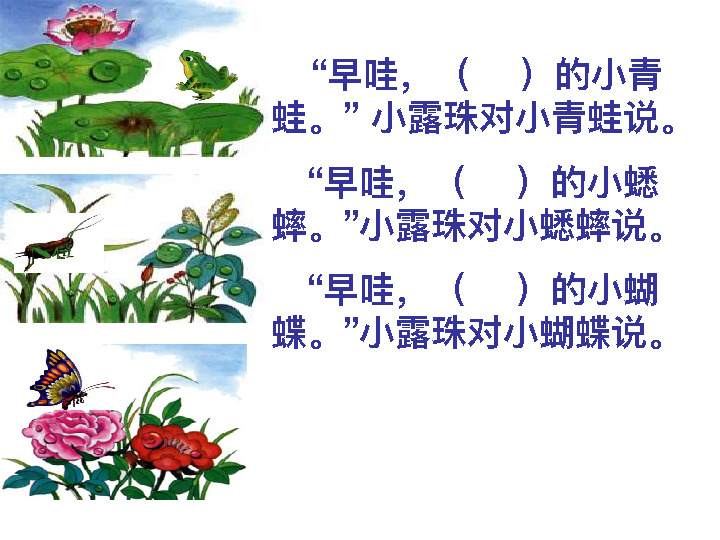 “早哇，（　）的小青
蛙。” 小露珠对小青蛙说。
“早哇，（　）的小蟋
蟀。”小露珠对小蟋蟀说。
“早哇，（　）的小蝴
蝶。”小露珠对小蝴蝶说。